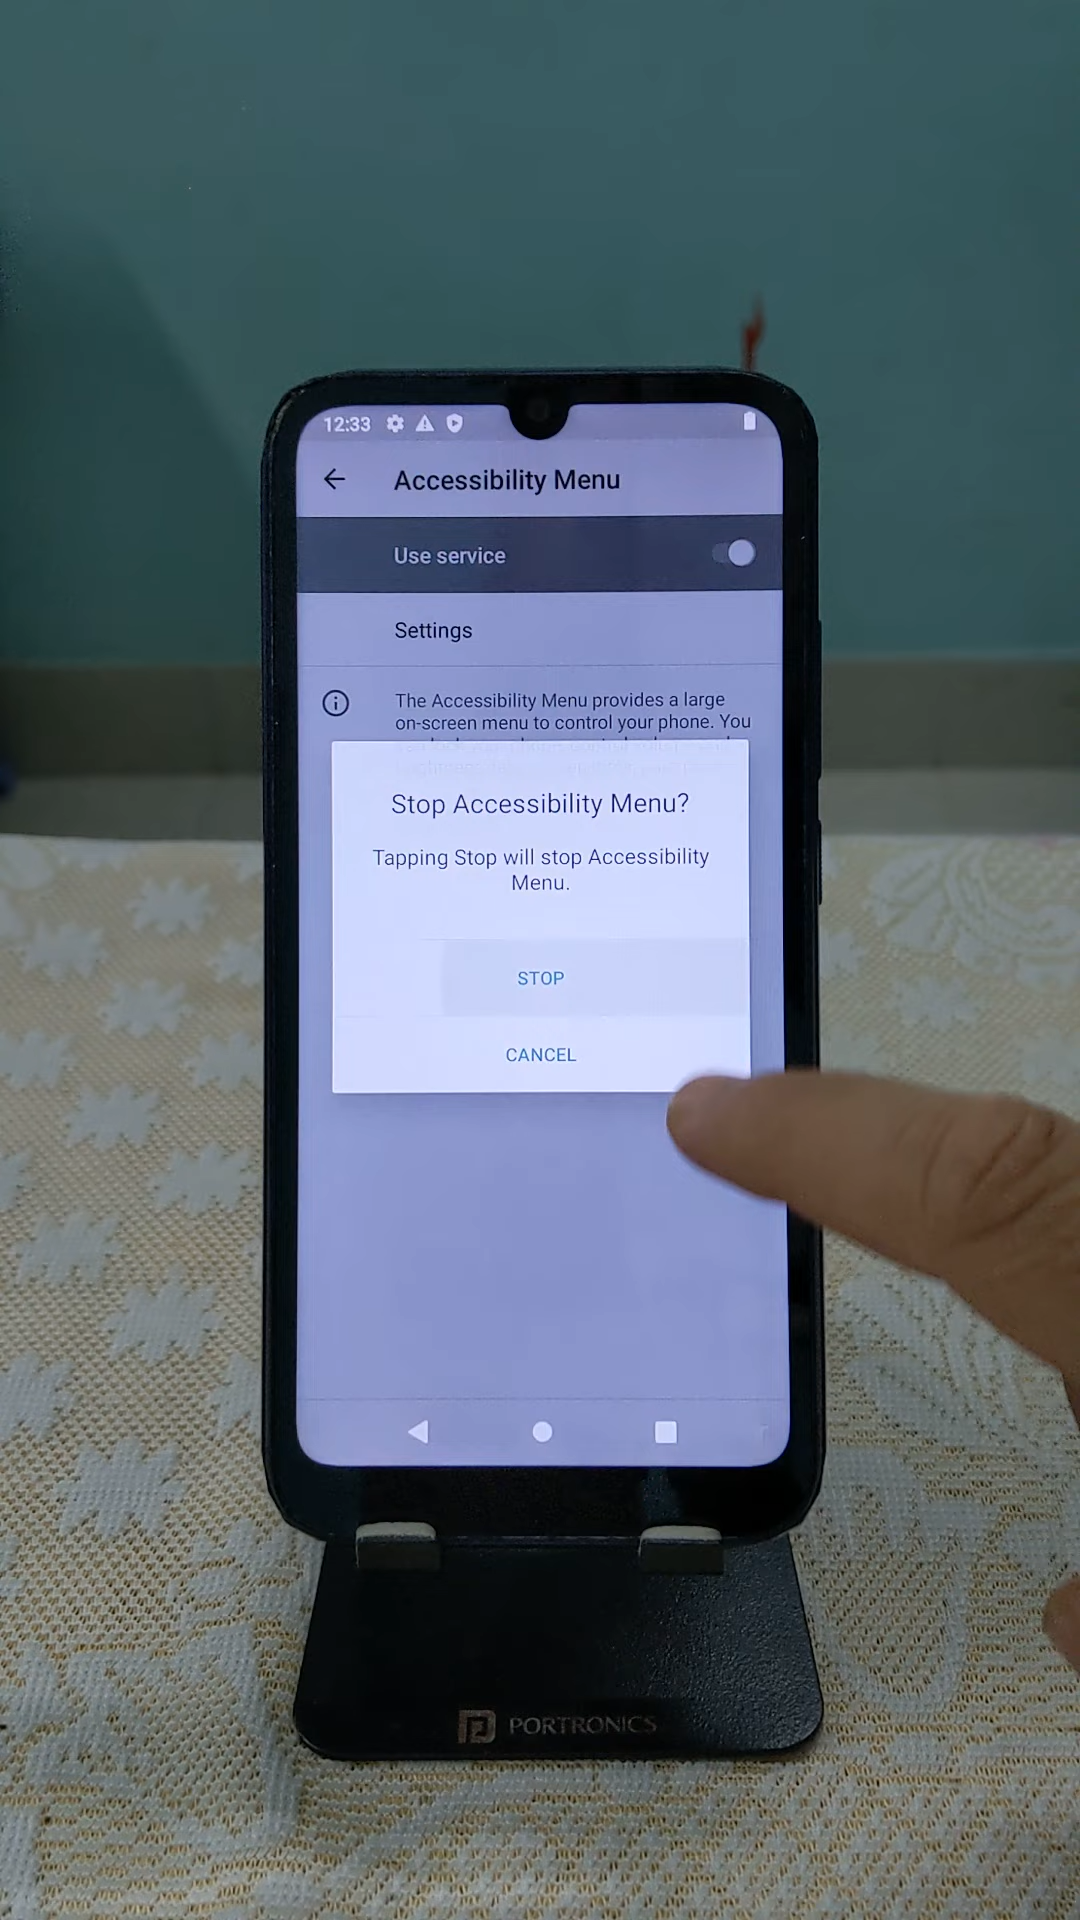 12:33
Accessibility Menu
Use service
Settings
The Accessibility Menu provides a large
on-screen menu to control your phone. You
Stop Accessibility Menu?
Tapping Stop will stop Accessibility
Menu.
STOP
CANCEL
PORTRONICS